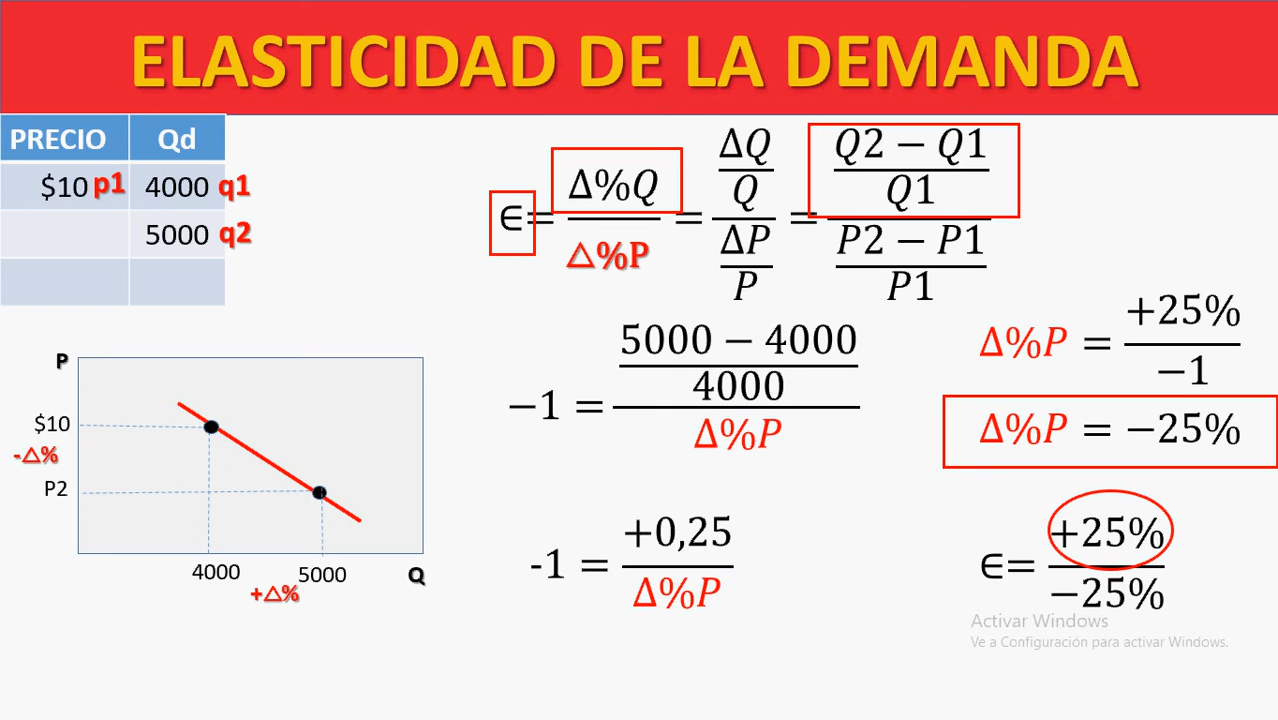 ELASTICIDAD DE LA DEMANDA
PRECIO Qd
$10 p1 4000 q1
5000 q2
ϵ = Δ%Q / △%P = (ΔQ / Q) / (ΔP / P) = ((Q2 − Q1) / Q1) / ((P2 − P1) / P1)
−1 = ((5000 − 4000) / 4000) / Δ%P
Δ%P = +25% / −1
Δ%P = −25%
-1 = +0,25 / Δ%P
ϵ= +25% / −25%
P
$10
-△%
P2
4000 5000 Q
+△%
Activar Windows
Ve a Configuración para activar Windows.